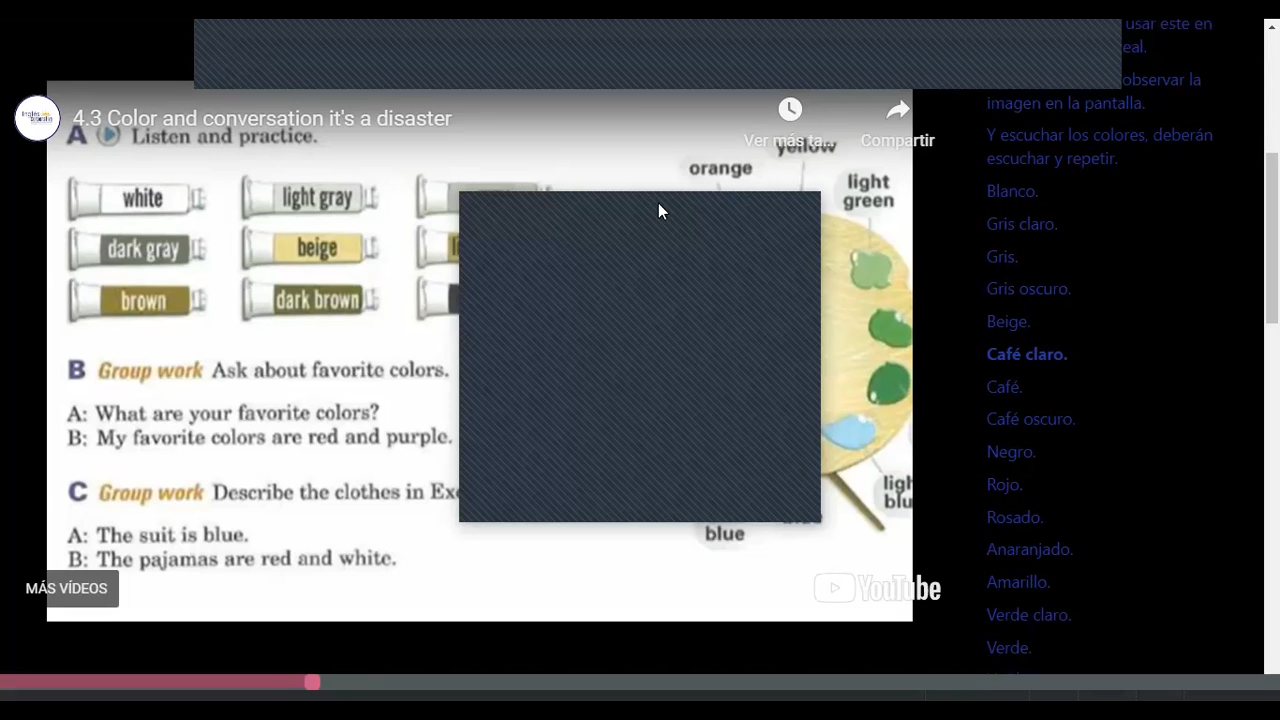 4.3 Color and conversation it's a disaster
Ver más ta...
Compartir
A Listen and practice.
white
light gray
dark gray
beige
brown
dark brown
orange
yellow
light
green
light
blu
blue
B Group work Ask about favorite colors.
A: What are your favorite colors?
B: My favorite colors are red and purple.
C Group work Describe the clothes in Exe
A: The suit is blue.
B: The pajamas are red and white.
MÁS VÍDEOS
YouTube
usar este en
eal.
observar la
imagen en la pantalla.
Y escuchar los colores, deberán
escuchar y repetir.
Blanco.
Gris claro.
Gris.
Gris oscuro.
Beige.
Café claro.
Café.
Café oscuro.
Negro.
Rojo.
Rosado.
Anaranjado.
Amarillo.
Verde claro.
Verde.